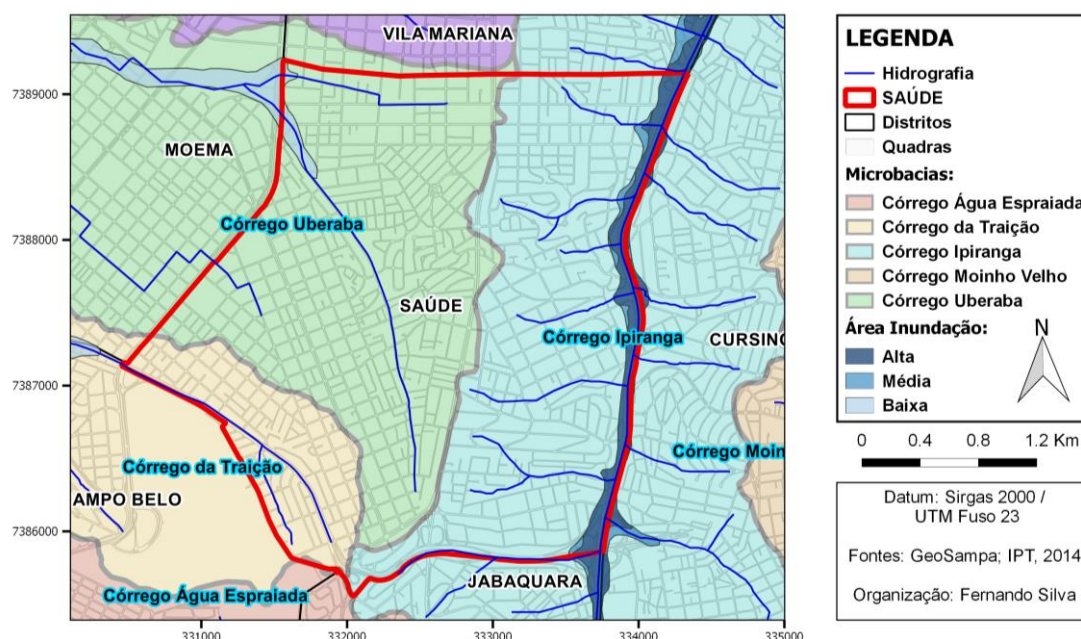 VILA MARIANA
7389000
MOEMA
Córrego Uberaba
7388000
SAÚDE
Córrego Ipiranga
CURSINO
7387000
Córrego da Traição
Córrego Moin
AMPO BELO
7386000
JABAQUARA
Córrego Água Espraiada
331000
332000
333000
334000
335000
LEGENDA
Hidrografia
SAÚDE
Distritos
Quadras
Microbacias:
Córrego Água Espraiada
Córrego da Traição
Córrego Ipiranga
Córrego Moinho Velho
Córrego Uberaba
Área Inundação:
Alta
Média
Baixa
N
0 0.4 0.8 1.2 Km
Datum: Sirgas 2000 /
UTM Fuso 23
Fontes: GeoSampa; IPT, 2014
Organização: Fernando Silva